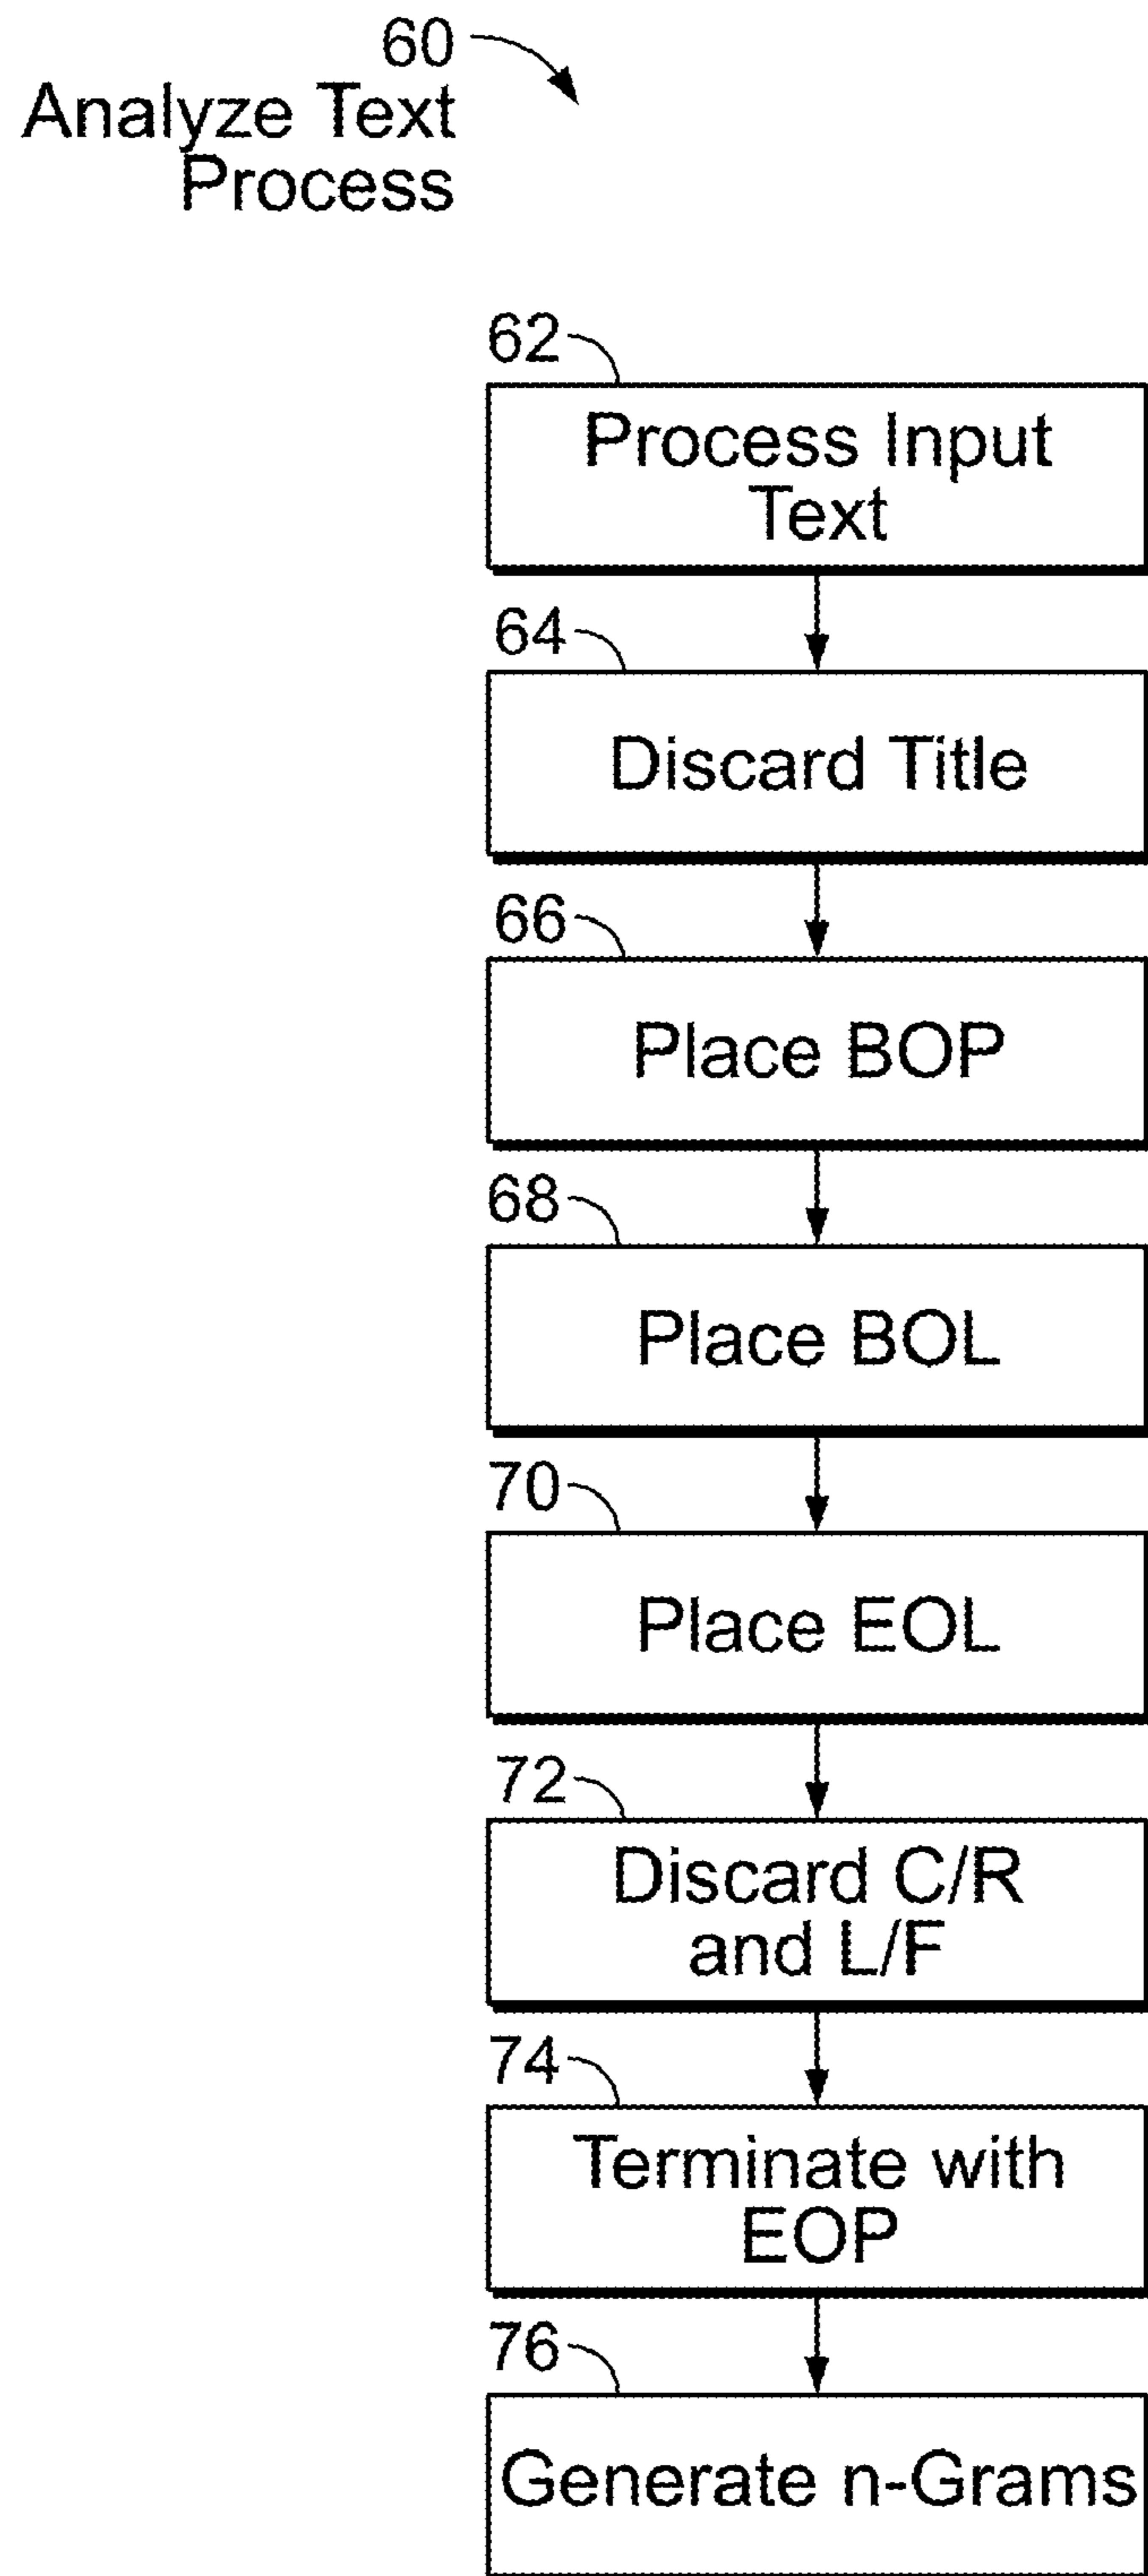 60
Analyze Text
Process
62
Process Input
Text
64
Discard Title
66
Place BOP
68
Place BOL
70
Place EOL
72
Discard C/R
and L/F
74
Terminate with
EOP
76
Generate n-Grams